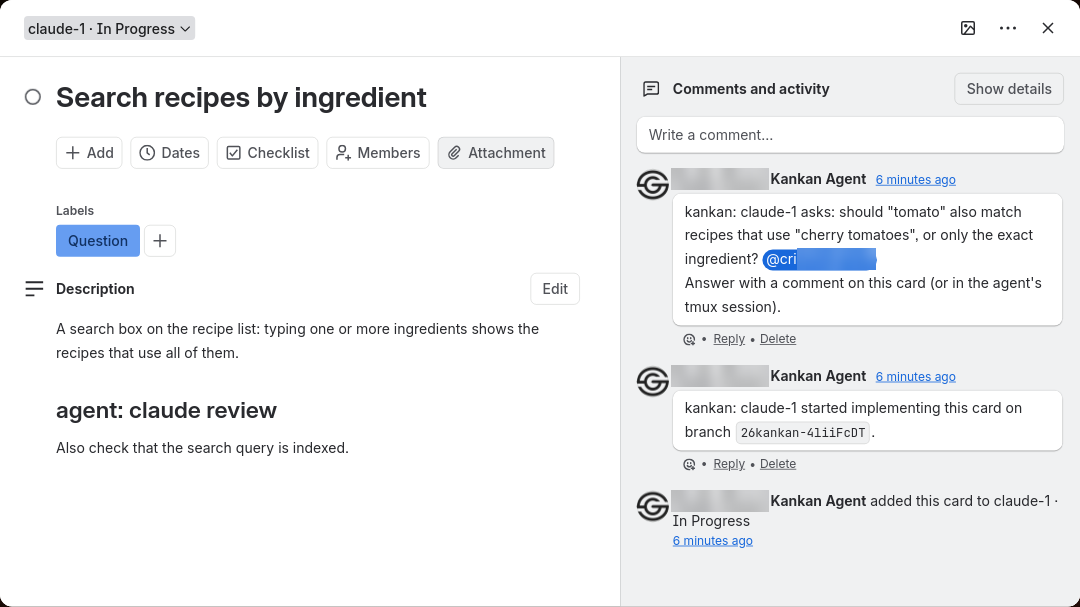 claude-1 · In Progress
Search recipes by ingredient
Add
Dates
Checklist
Members
Attachment
Labels
Question
Description
Edit
A search box on the recipe list: typing one or more ingredients shows the
recipes that use all of them.
agent: claude review
Also check that the search query is indexed.
Comments and activity
Show details
Write a comment…
Kankan Agent 6 minutes ago
kankan: claude-1 asks: should "tomato" also match
recipes that use "cherry tomatoes", or only the exact
ingredient? @cri
Answer with a comment on this card (or in the agent's
tmux session).
• Reply • Delete
Kankan Agent 6 minutes ago
kankan: claude-1 started implementing this card on
branch 26kankan-4liiFcDT.
• Reply • Delete
Kankan Agent added this card to claude-1 ·
In Progress
6 minutes ago